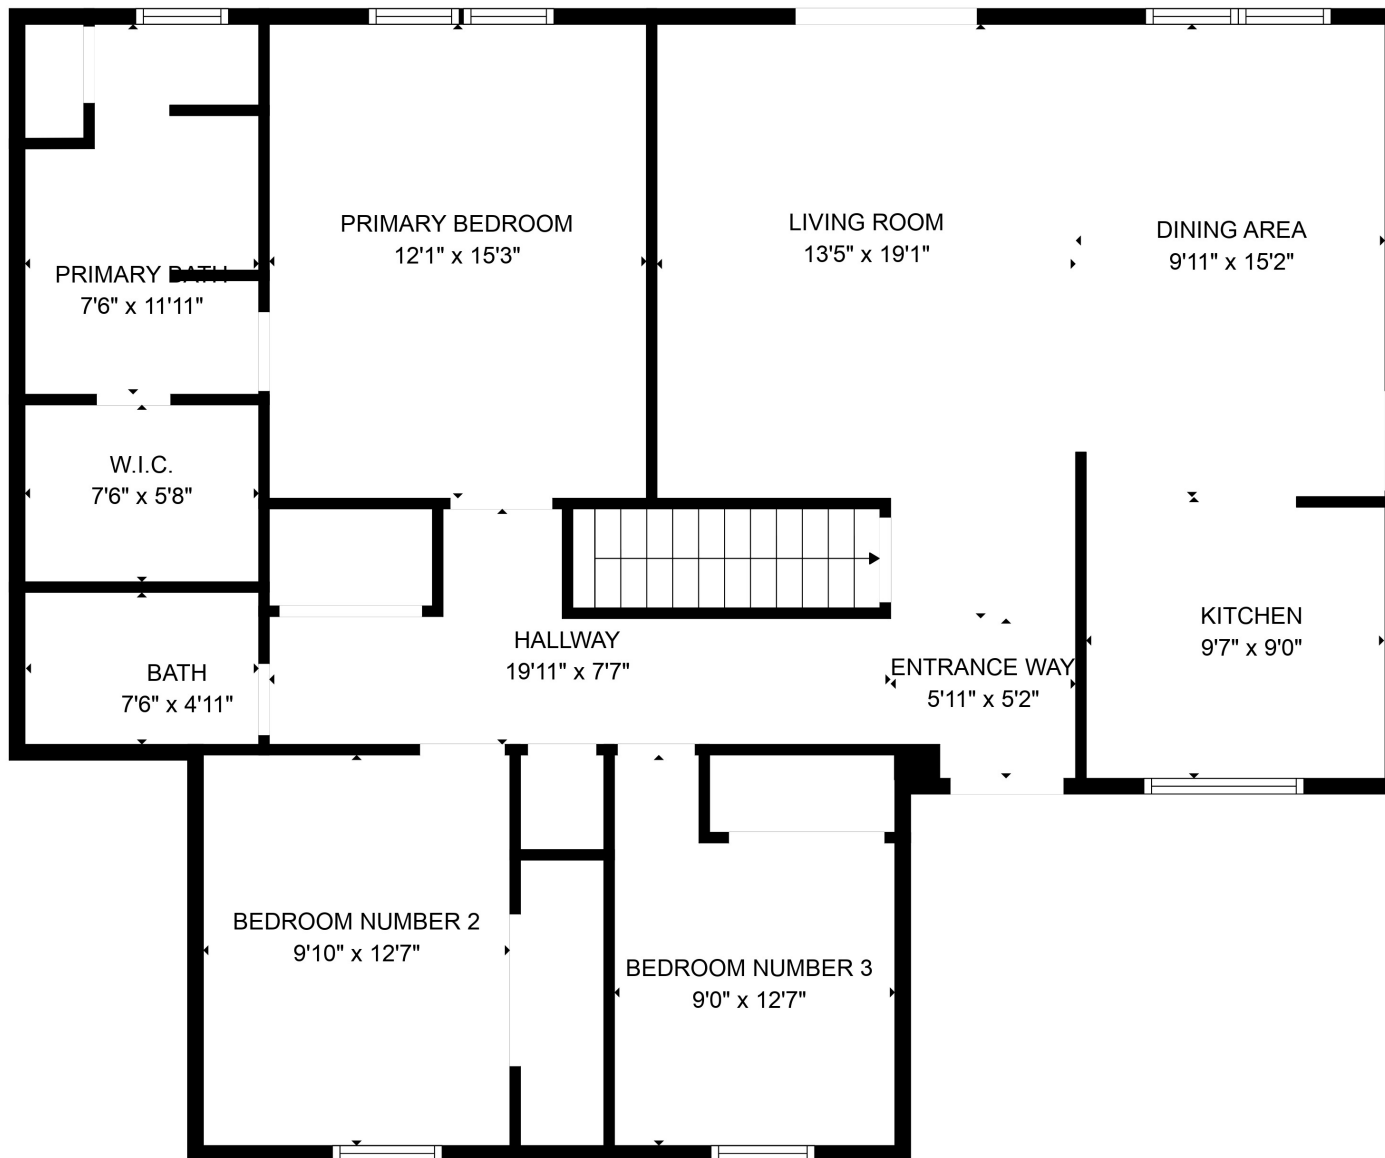 PRIMARY BEDROOM
12'1" x 15'3"
LIVING ROOM
13'5" x 19'1"
DINING AREA
9'11" x 15'2"
PRIMARY BATH
7'6" x 11'11"
W.I.C.
7'6" x 5'8"
KITCHEN
9'7" x 9'0"
HALLWAY
19'11" x 7'7"
ENTRANCE WAY
5'11" x 5'2"
BATH
7'6" x 4'11"
BEDROOM NUMBER 2
9'10" x 12'7"
BEDROOM NUMBER 3
9'0" x 12'7"